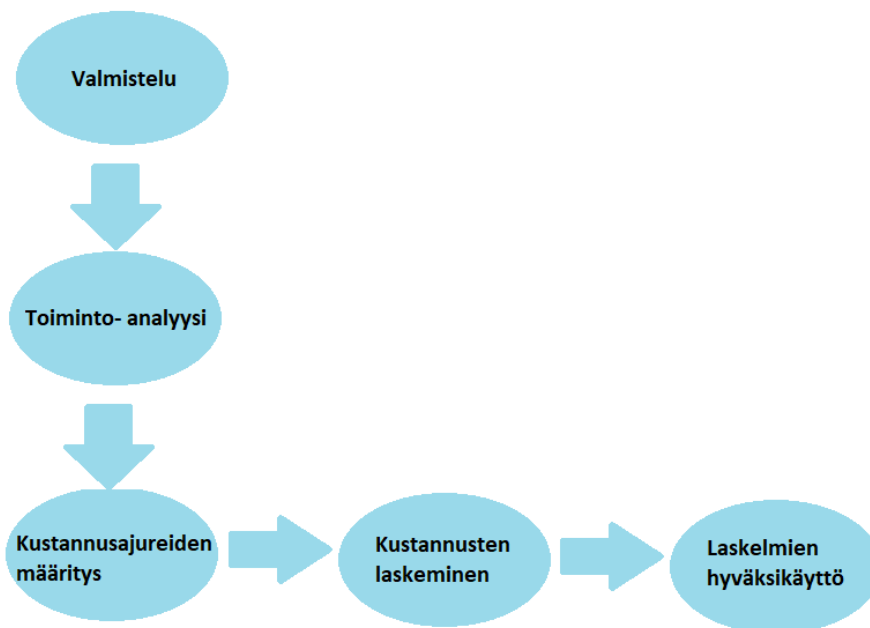 Valmistelu
Toiminto- analyysi
Kustannusajureiden
määritys
Kustannusten
laskeminen
Laskelmien
hyväksikäyttö